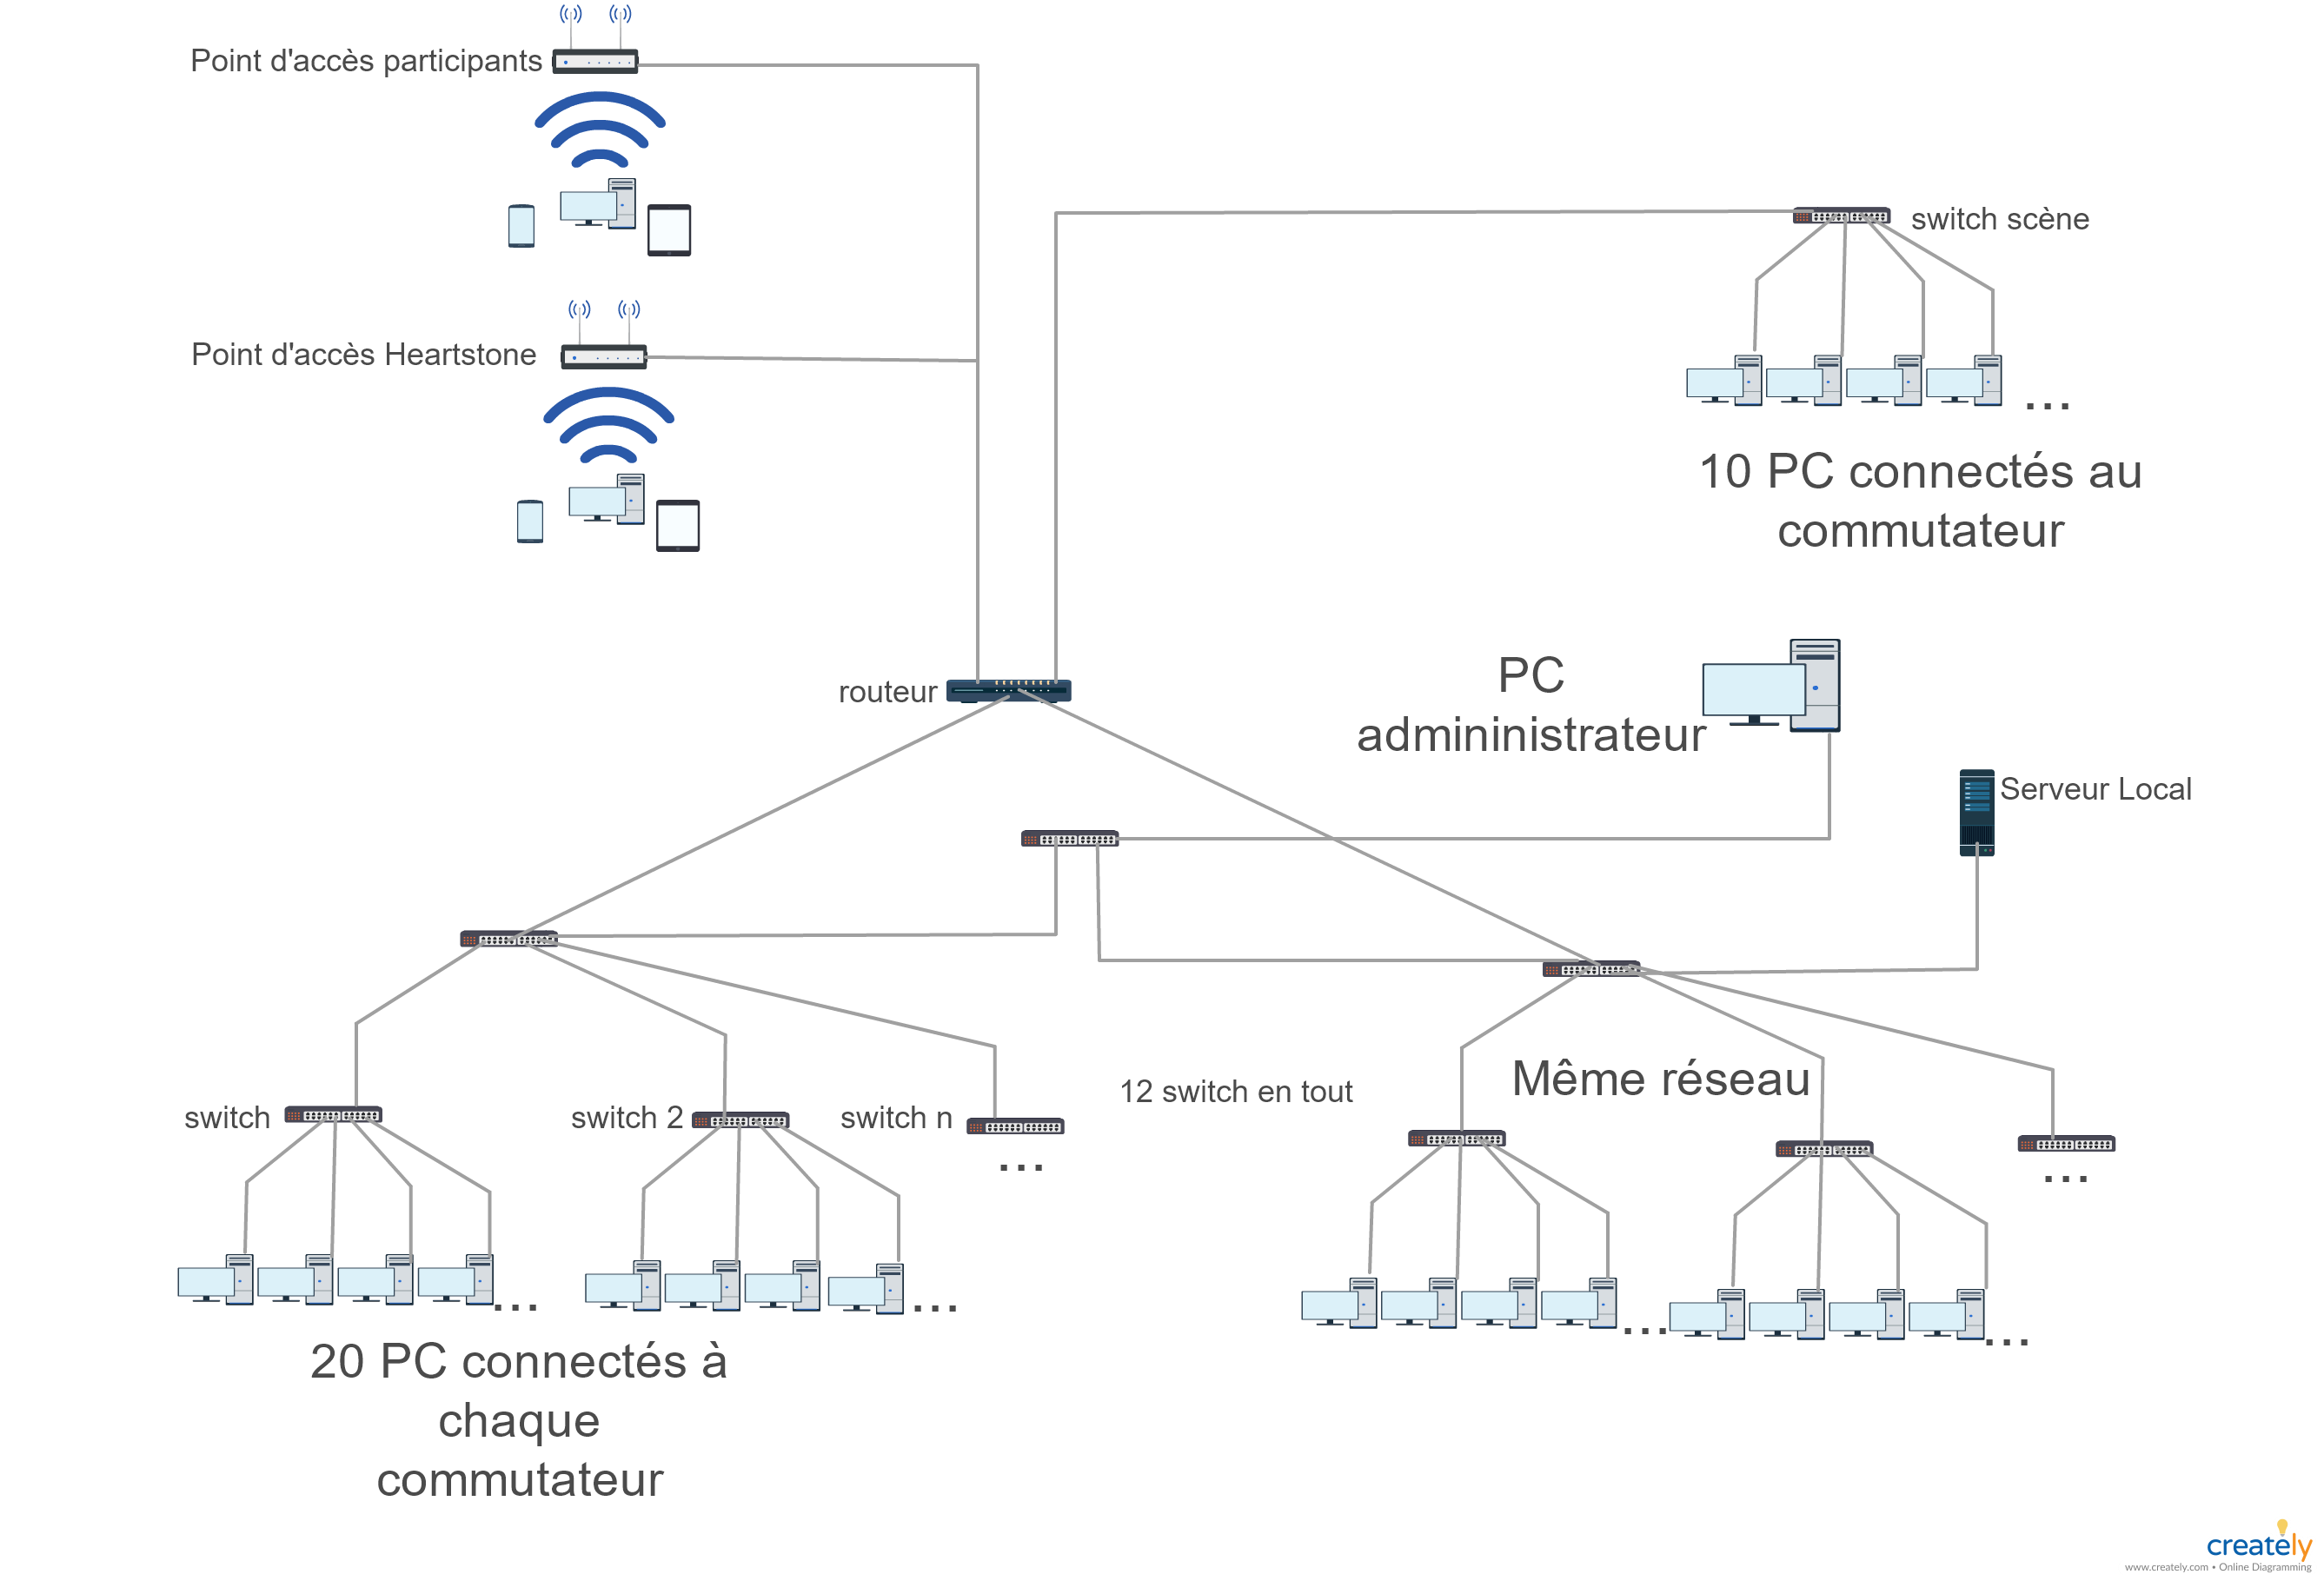 Point d'accès participants
switch scène
Point d'accès Heartstone
10 PC connectés au
commutateur
routeur
PC
admininistrateur
Serveur Local
switch
switch 2
switch n
12 switch en tout
Même réseau
...
...
...
...
...
...
...
20 PC connectés à
chaque
commutateur
creately
www.creately.com • Online Diagramming